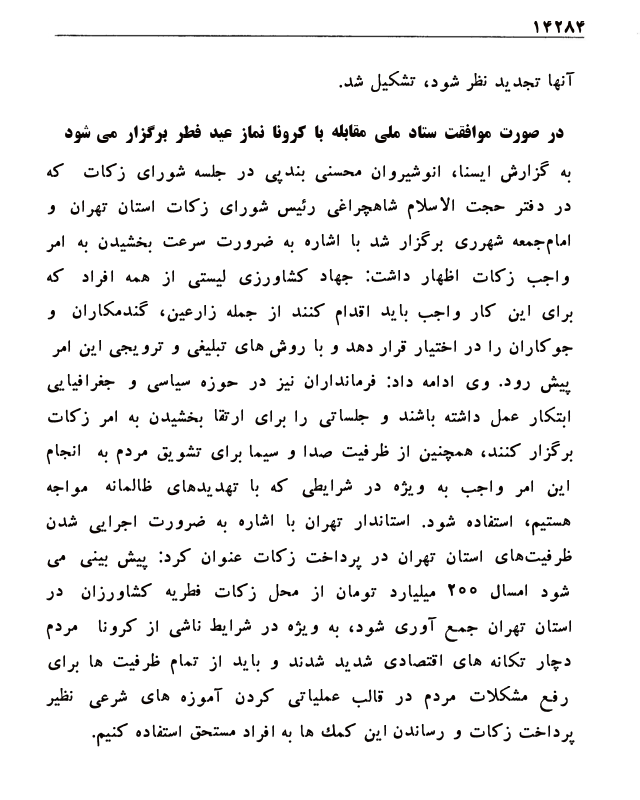 ۱۴۲۸۴
آنها تجدید نظر شود، تشکیل شد.
در صورت موافقت ستاد ملی مقابله با کرونا نماز عید فطر برگزار می شود
به گزارش ایسنا، انوشیروان محسنی بندپی در جلسه شورای زکات که
در دفتر حجت الاسلام شاهچراغی رئیس شورای زکات استان تهران و
امام‌جمعه شهرری برگزار شد با اشاره به ضرورت سرعت بخشیدن به امر
واجب زکات اظهار داشت: جهاد کشاورزی لیستی از همه افراد که
برای این کار واجب باید اقدام کنند از جمله زارعین، گندمکاران و
جوکاران را در اختیار قرار دهد و با روش های تبلیغی و ترویجی این امر
پیش رود. وی ادامه داد: فرمانداران نیز در حوزه سیاسی و جغرافیایی
ابتکار عمل داشته باشند و جلساتی را برای ارتقا بخشیدن به امر زکات
برگزار کنند، همچنین از ظرفیت صدا و سیما برای تشویق مردم به انجام
این امر واجب به ویژه در شرایطی که با تهدیدهای ظالمانه مواجه
هستیم، استفاده شود. استاندار تهران با اشاره به ضرورت اجرایی شدن
ظرفیت‌های استان تهران در پرداخت زکات عنوان کرد: پیش بینی می
شود امسال ۲۰۰ میلیارد تومان از محل زکات فطریه کشاورزان در
استان تهران جمع آوری شود، به ویژه در شرایط ناشی از کرونا مردم
دچار تکانه های اقتصادی شدید شدند و باید از تمام ظرفیت ها برای
رفع مشکلات مردم در قالب عملیاتی کردن آموزه های شرعی نظیر
پرداخت زکات و رساندن این کمك ها به افراد مستحق استفاده کنیم.